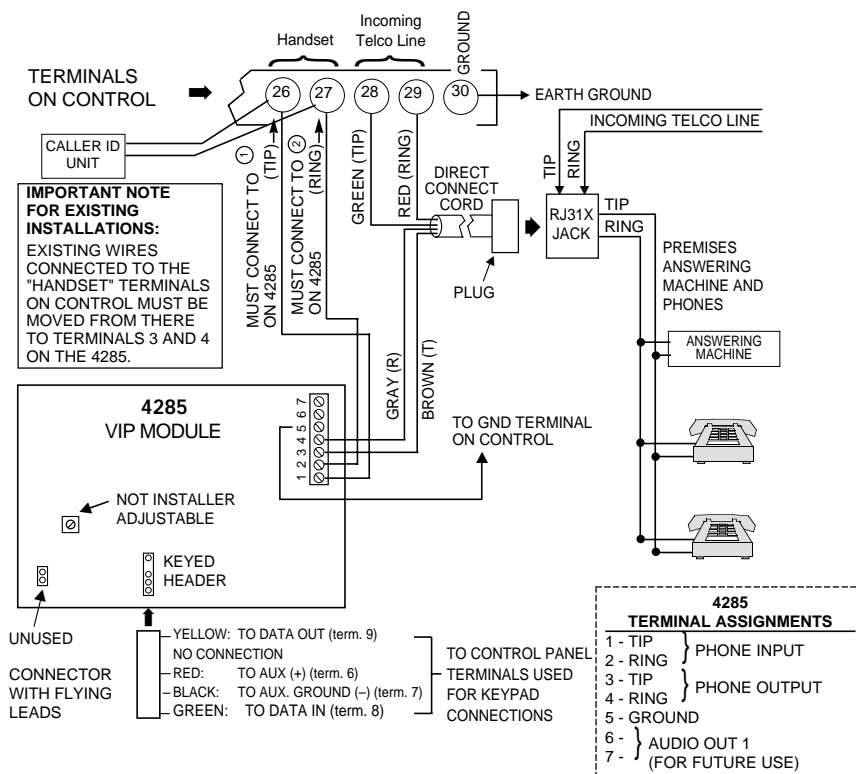 Handset
Incoming
Telco Line
GROUND
TERMINALS
ON CONTROL
26
27
28
29
30
EARTH GROUND
INCOMING TELCO LINE
CALLER ID
UNIT
MUST CONNECT TO ① (TIP)
ON 4285
MUST CONNECT TO ② (RING)
ON 4285
GREEN (TIP)
RED (RING)
DIRECT
CONNECT
CORD
PLUG
TIP
RING
RJ31X
JACK
TIP
RING
PREMISES
ANSWERING
MACHINE AND
PHONES
ANSWERING
MACHINE
IMPORTANT NOTE
FOR EXISTING
INSTALLATIONS:
EXISTING WIRES
CONNECTED TO THE
"HANDSET" TERMINALS
ON CONTROL MUST BE
MOVED FROM THERE
TO TERMINALS 3 AND 4
ON THE 4285.
GRAY (R)
BROWN (T)
4285
VIP MODULE
1 2 3 4 5 6 7
TO GND TERMINAL
ON CONTROL
NOT INSTALLER
ADJUSTABLE
KEYED
HEADER
UNUSED
CONNECTOR
WITH FLYING
LEADS
YELLOW: TO DATA OUT (term. 9)
NO CONNECTION
RED: TO AUX (+) (term. 6)
BLACK: TO AUX. GROUND (–) (term. 7)
GREEN: TO DATA IN (term. 8)
TO CONTROL PANEL
TERMINALS USED
FOR KEYPAD
CONNECTIONS
4285
TERMINAL ASSIGNMENTS
1 - TIP
2 - RING
PHONE INPUT
3 - TIP
4 - RING
PHONE OUTPUT
5 - GROUND
6 -
7 -
AUDIO OUT 1
(FOR FUTURE USE)